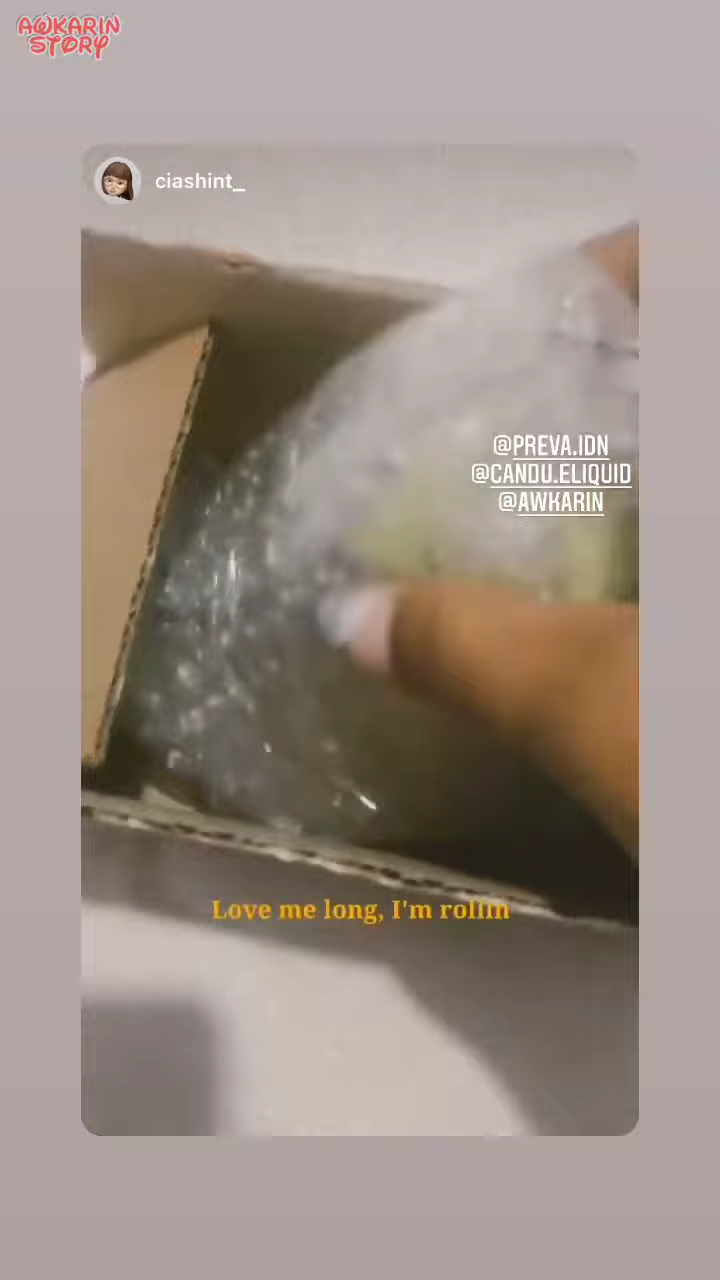 AWKARIN
STORY
ciashint_
@PREVA.IDN
@CANDU.ELIQUID
@AWKARIN
Love me long, I'm rollin